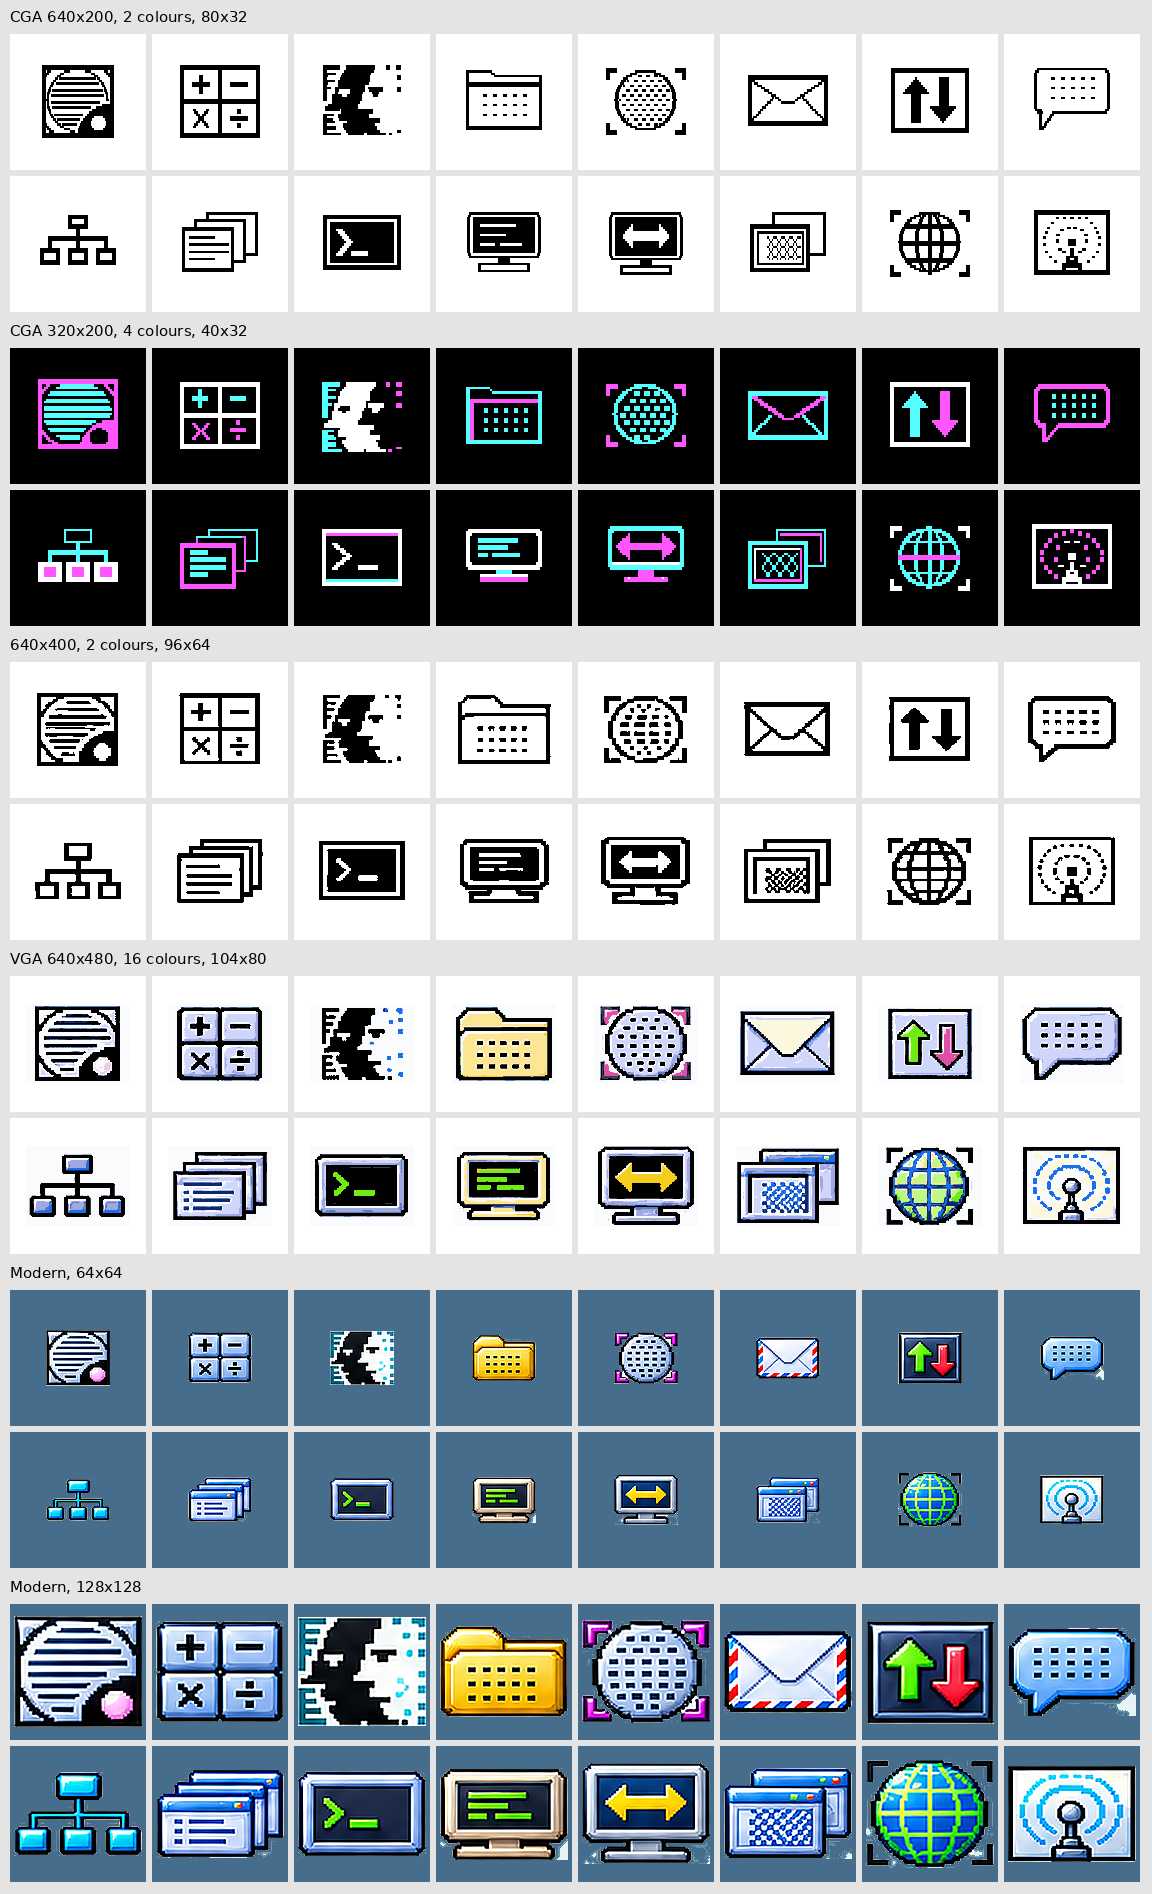 CGA 640x200, 2 colours, 80x32
CGA 320x200, 4 colours, 40x32
640x400, 2 colours, 96x64
VGA 640x480, 16 colours, 104x80
Modern, 64x64
Modern, 128x128